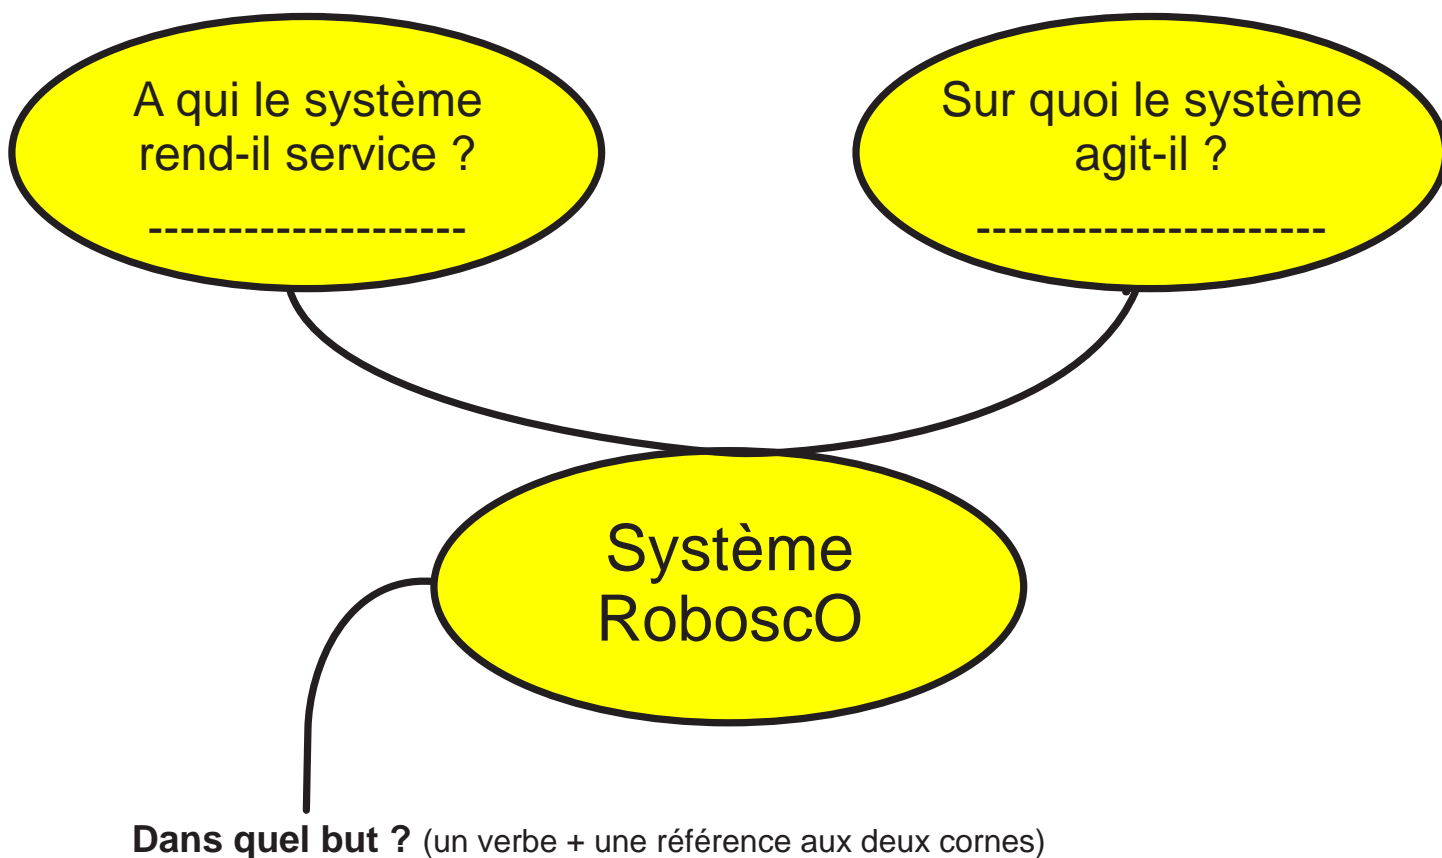 A qui le système
rend-il service ?
--------------------
Sur quoi le système
agit-il ?
----------------------
Système
RoboscO
Dans quel but ? (un verbe + une référence aux deux cornes)